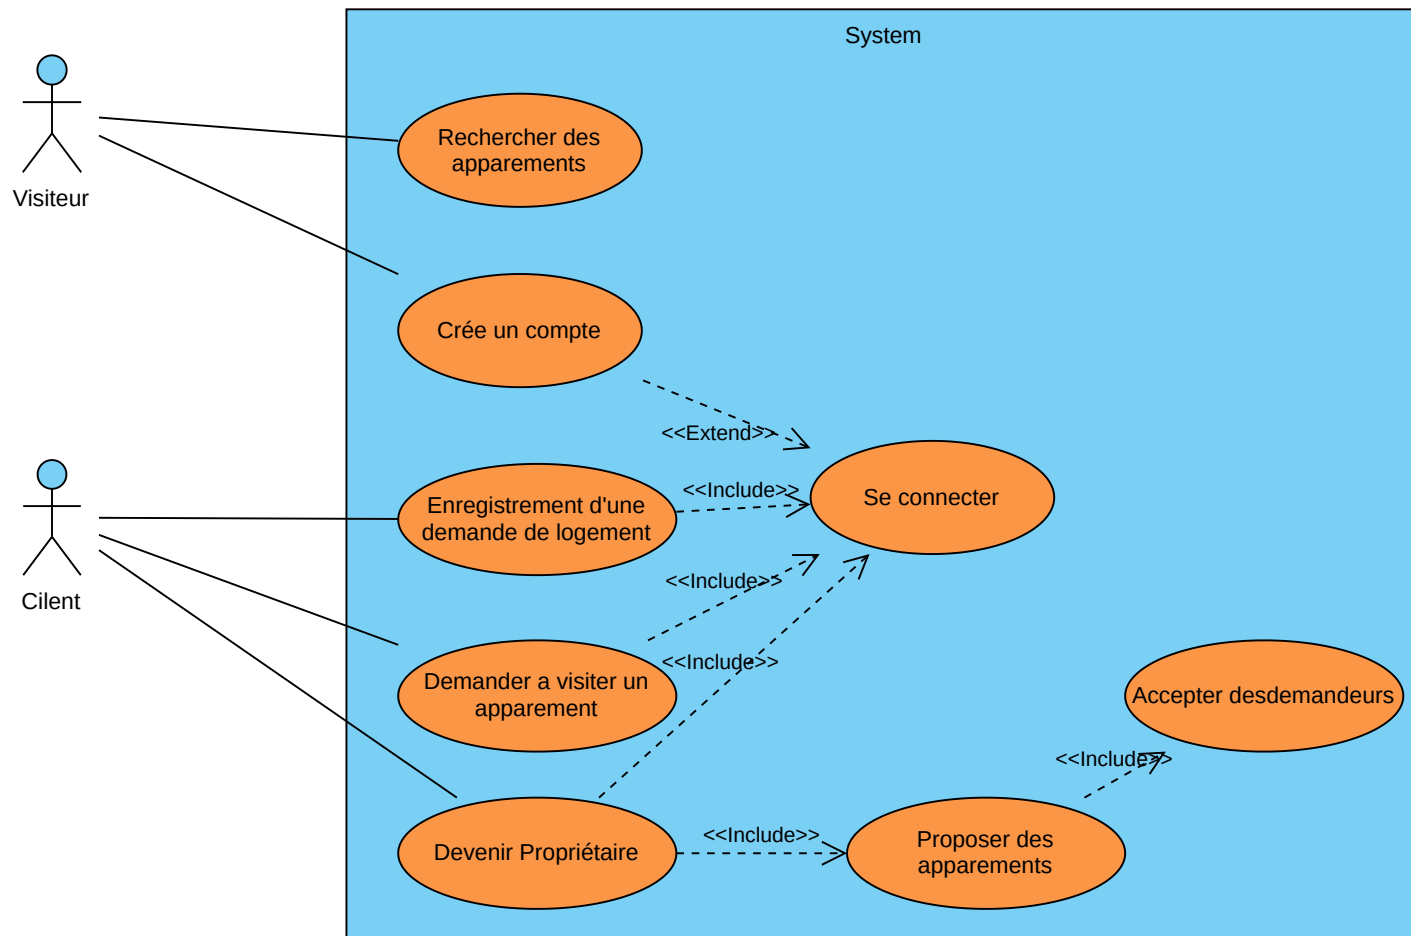 System
Visiteur
Rechercher des
apparements
Crée un compte
<<Extend>>
Cilent
Enregistrement d'une
demande de logement
<<Include>>
Se connecter
<<Include>>
Demander a visiter un
apparement
<<Include>>
Accepter desdemandeurs
<<Include>>
Devenir Propriétaire
<<Include>>
Proposer des
apparements